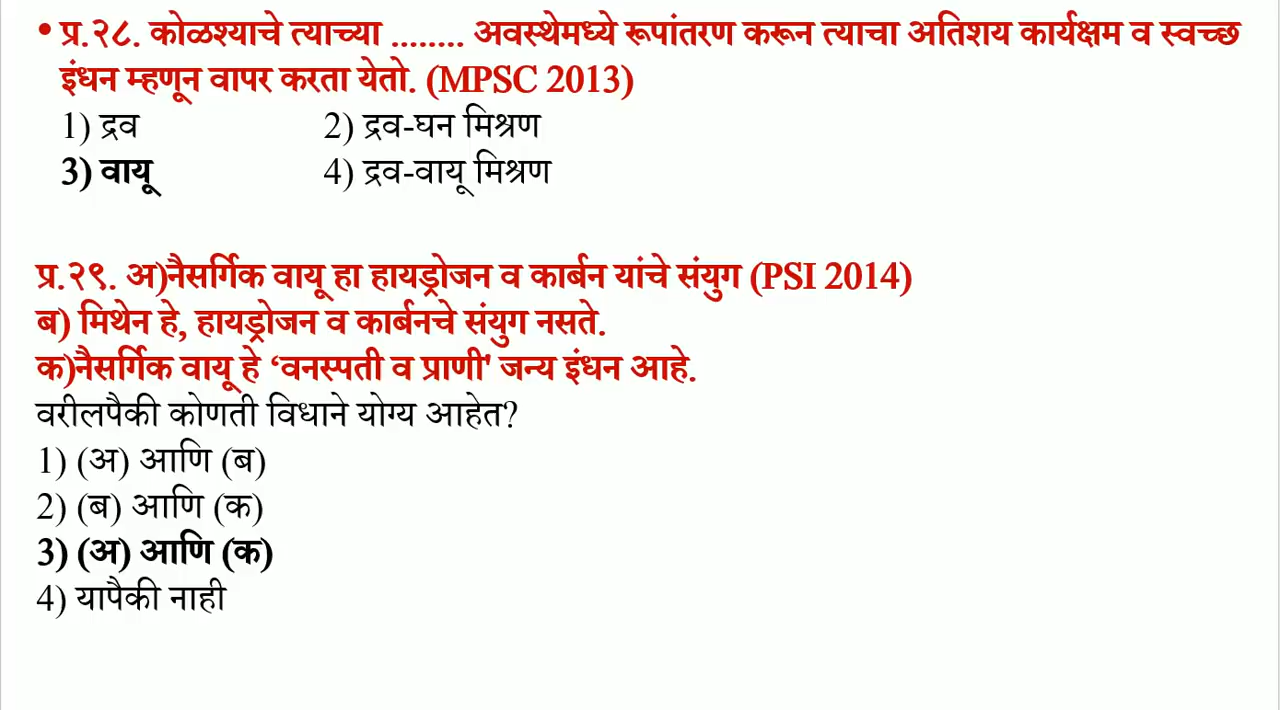 • प्र.२८. कोळश्याचे त्याच्या ........ अवस्थेमध्ये रूपांतरण करून त्याचा अतिशय कार्यक्षम व स्वच्छ
इंधन म्हणून वापर करता येतो. (MPSC 2013)
1) द्रव 2) द्रव-घन मिश्रण
3) वायू 4) द्रव-वायू मिश्रण
प्र.२९. अ)नैसर्गिक वायू हा हायड्रोजन व कार्बन यांचे संयुग (PSI 2014)
ब) मिथेन हे, हायड्रोजन व कार्बनचे संयुग नसते.
क)नैसर्गिक वायू हे ‘वनस्पती व प्राणी' जन्य इंधन आहे.
वरीलपैकी कोणती विधाने योग्य आहेत?
1) (अ) आणि (ब)
2) (ब) आणि (क)
3) (अ) आणि (क)
4) यापैकी नाही